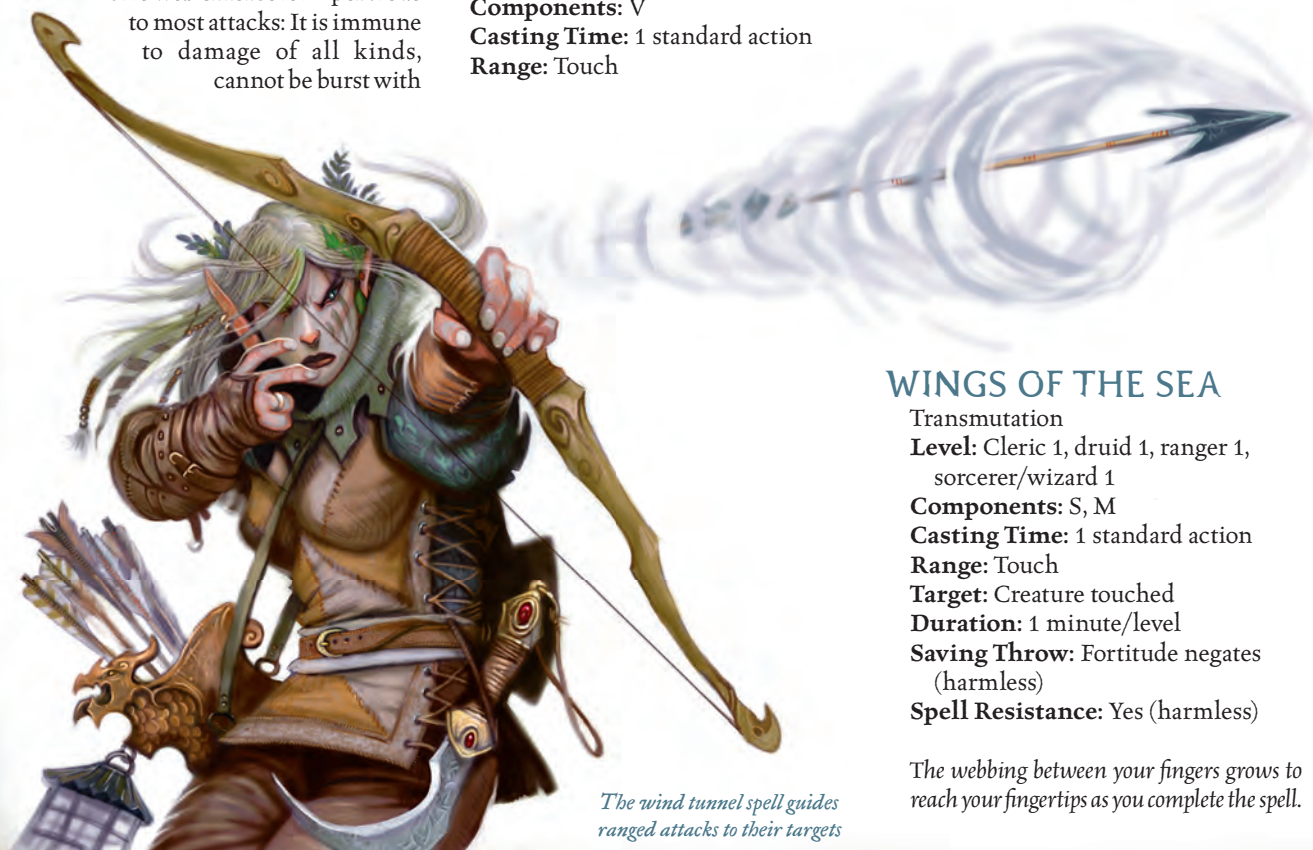 to most attacks: It is immune
to damage of all kinds,
cannot be burst with
Components: V
Casting Time: 1 standard action
Range: Touch
WINGS OF THE SEA
Transmutation
Level: Cleric 1, druid 1, ranger 1,
sorcerer/wizard 1
Components: S, M
Casting Time: 1 standard action
Range: Touch
Target: Creature touched
Duration: 1 minute/level
Saving Throw: Fortitude negates
(harmless)
Spell Resistance: Yes (harmless)
The webbing between your fingers grows to
reach your fingertips as you complete the spell.
The wind tunnel spell guides
ranged attacks to their targets